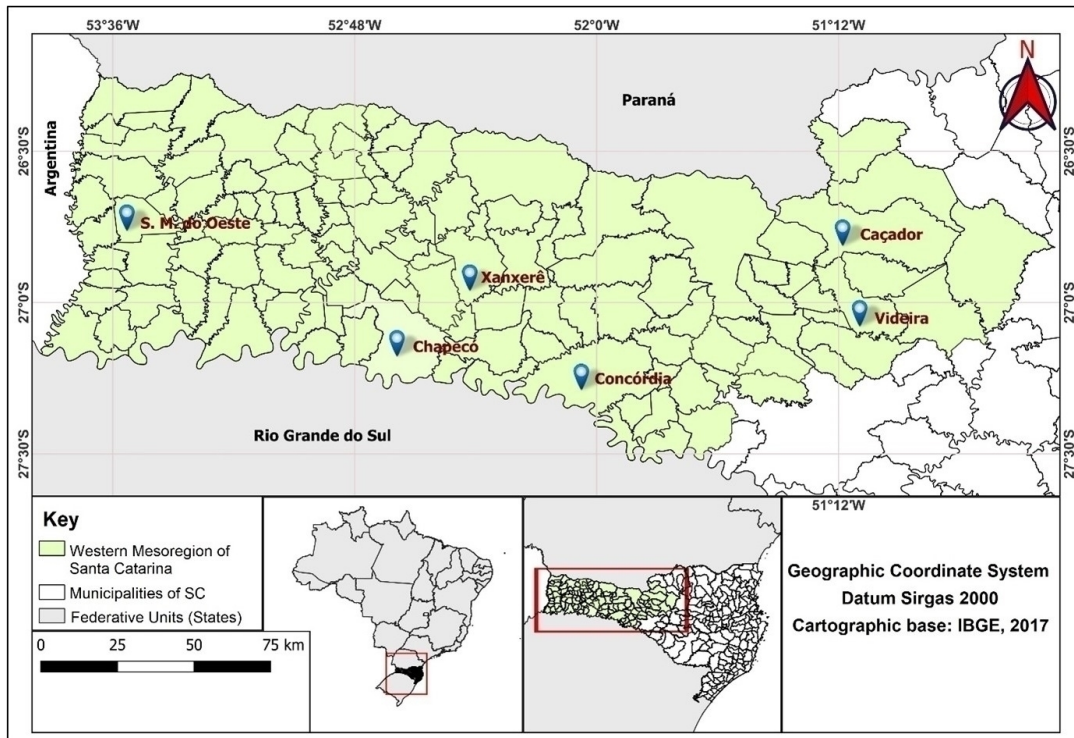 53°36'W
52°48'W
52°0'W
51°12'W
N
Paraná
Argentina
26°30'S
26°30'S
S. M. do Oeste
Caçador
Xanxerê
27°0'S
27°0'S
Videira
Chapecó
Concórdia
Rio Grande do Sul
27°30'S
27°30'S
51°12'W
Key
Western Mesoregion of
Santa Catarina
Municipalities of SC
Federative Units (States)
0 25 50 75 km
Geographic Coordinate System
Datum Sirgas 2000
Cartographic base: IBGE, 2017